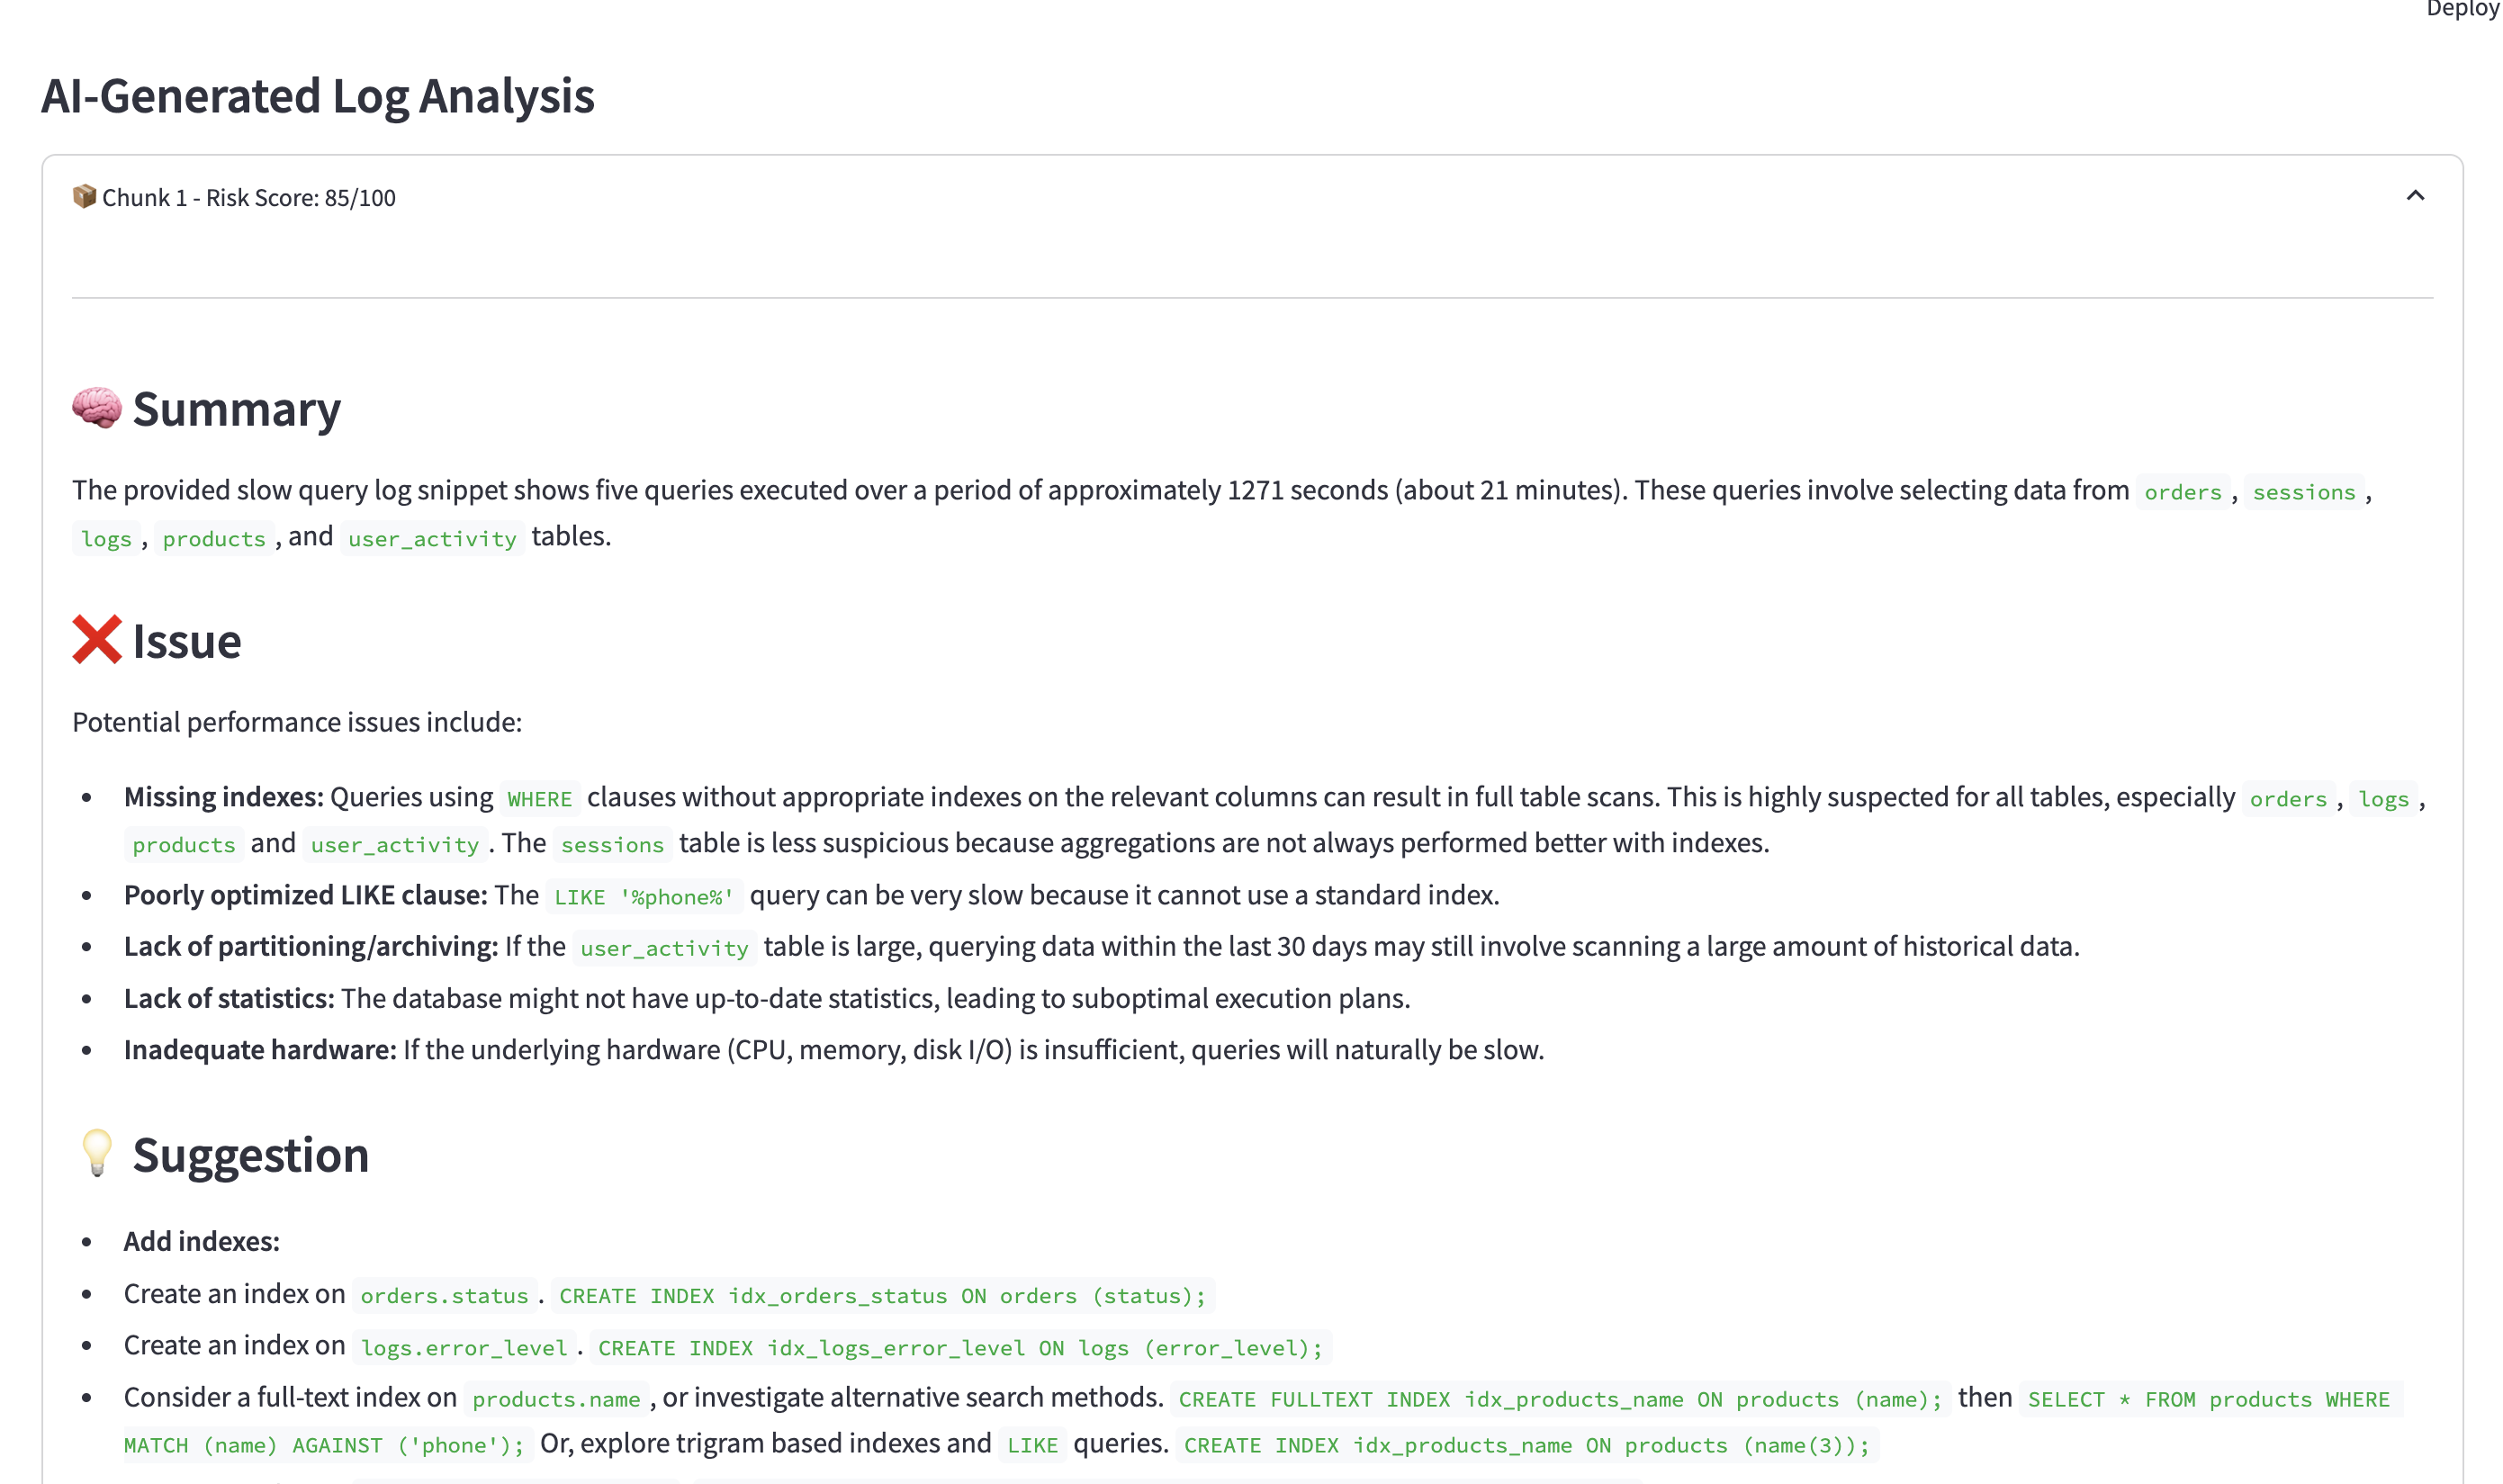 Deploy
AI-Generated Log Analysis
📦 Chunk 1 - Risk Score: 85/100
🧠 Summary
The provided slow query log snippet shows five queries executed over a period of approximately 1271 seconds (about 21 minutes). These queries involve selecting data from orders , sessions ,
logs , products , and user_activity tables.
❌ Issue
Potential performance issues include:
• Missing indexes: Queries using WHERE clauses without appropriate indexes on the relevant columns can result in full table scans. This is highly suspected for all tables, especially orders , logs ,
products and user_activity . The sessions table is less suspicious because aggregations are not always performed better with indexes.
• Poorly optimized LIKE clause: The LIKE '%phone%' query can be very slow because it cannot use a standard index.
• Lack of partitioning/archiving: If the user_activity table is large, querying data within the last 30 days may still involve scanning a large amount of historical data.
• Lack of statistics: The database might not have up-to-date statistics, leading to suboptimal execution plans.
• Inadequate hardware: If the underlying hardware (CPU, memory, disk I/O) is insufficient, queries will naturally be slow.
💡 Suggestion
• Add indexes:
• Create an index on orders.status . CREATE INDEX idx_orders_status ON orders (status);
• Create an index on logs.error_level . CREATE INDEX idx_logs_error_level ON logs (error_level);
• Consider a full-text index on products.name , or investigate alternative search methods. CREATE FULLTEXT INDEX idx_products_name ON products (name); then SELECT * FROM products WHERE
MATCH (name) AGAINST ('phone'); Or, explore trigram based indexes and LIKE queries. CREATE INDEX idx_products_name ON products (name(3));